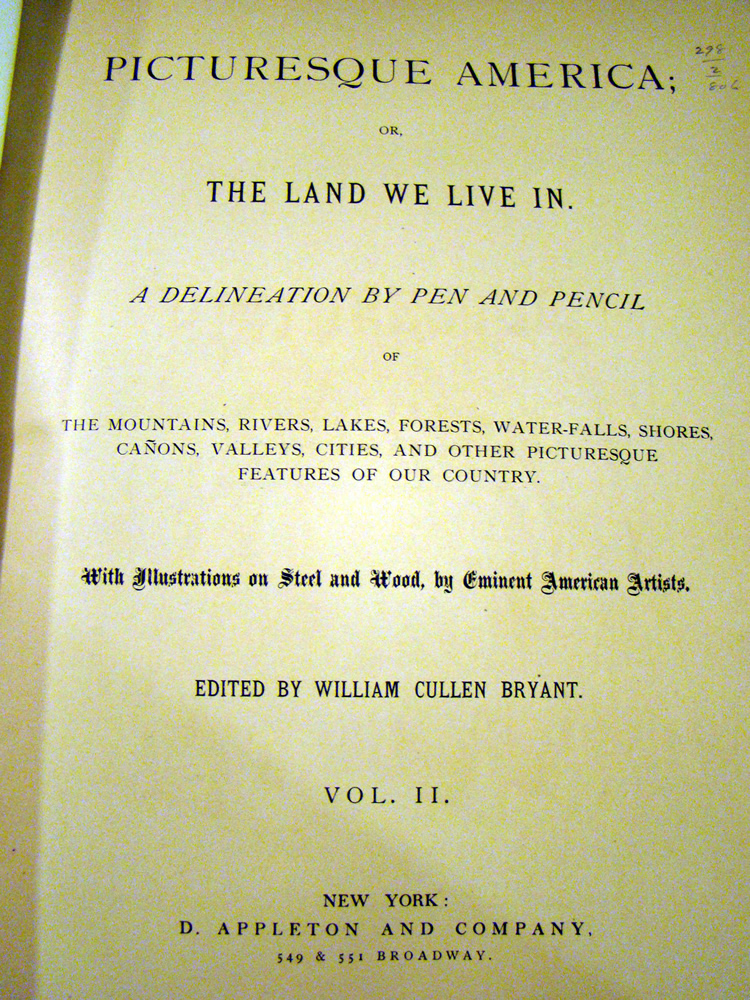 PICTURESQUE AMERICA;
298
2
806
OR,
THE LAND WE LIVE IN.
A DELINEATION BY PEN AND PENCIL
OF
THE MOUNTAINS, RIVERS, LAKES, FORESTS, WATER-FALLS, SHORES,
CAÑONS, VALLEYS, CITIES, AND OTHER PICTURESQUE
FEATURES OF OUR COUNTRY.
With Illustrations on Steel and Wood, by Eminent American Artists.
EDITED BY WILLIAM CULLEN BRYANT.
VOL. II.
NEW YORK:
D. APPLETON AND COMPANY,
549 & 551 BROADWAY.